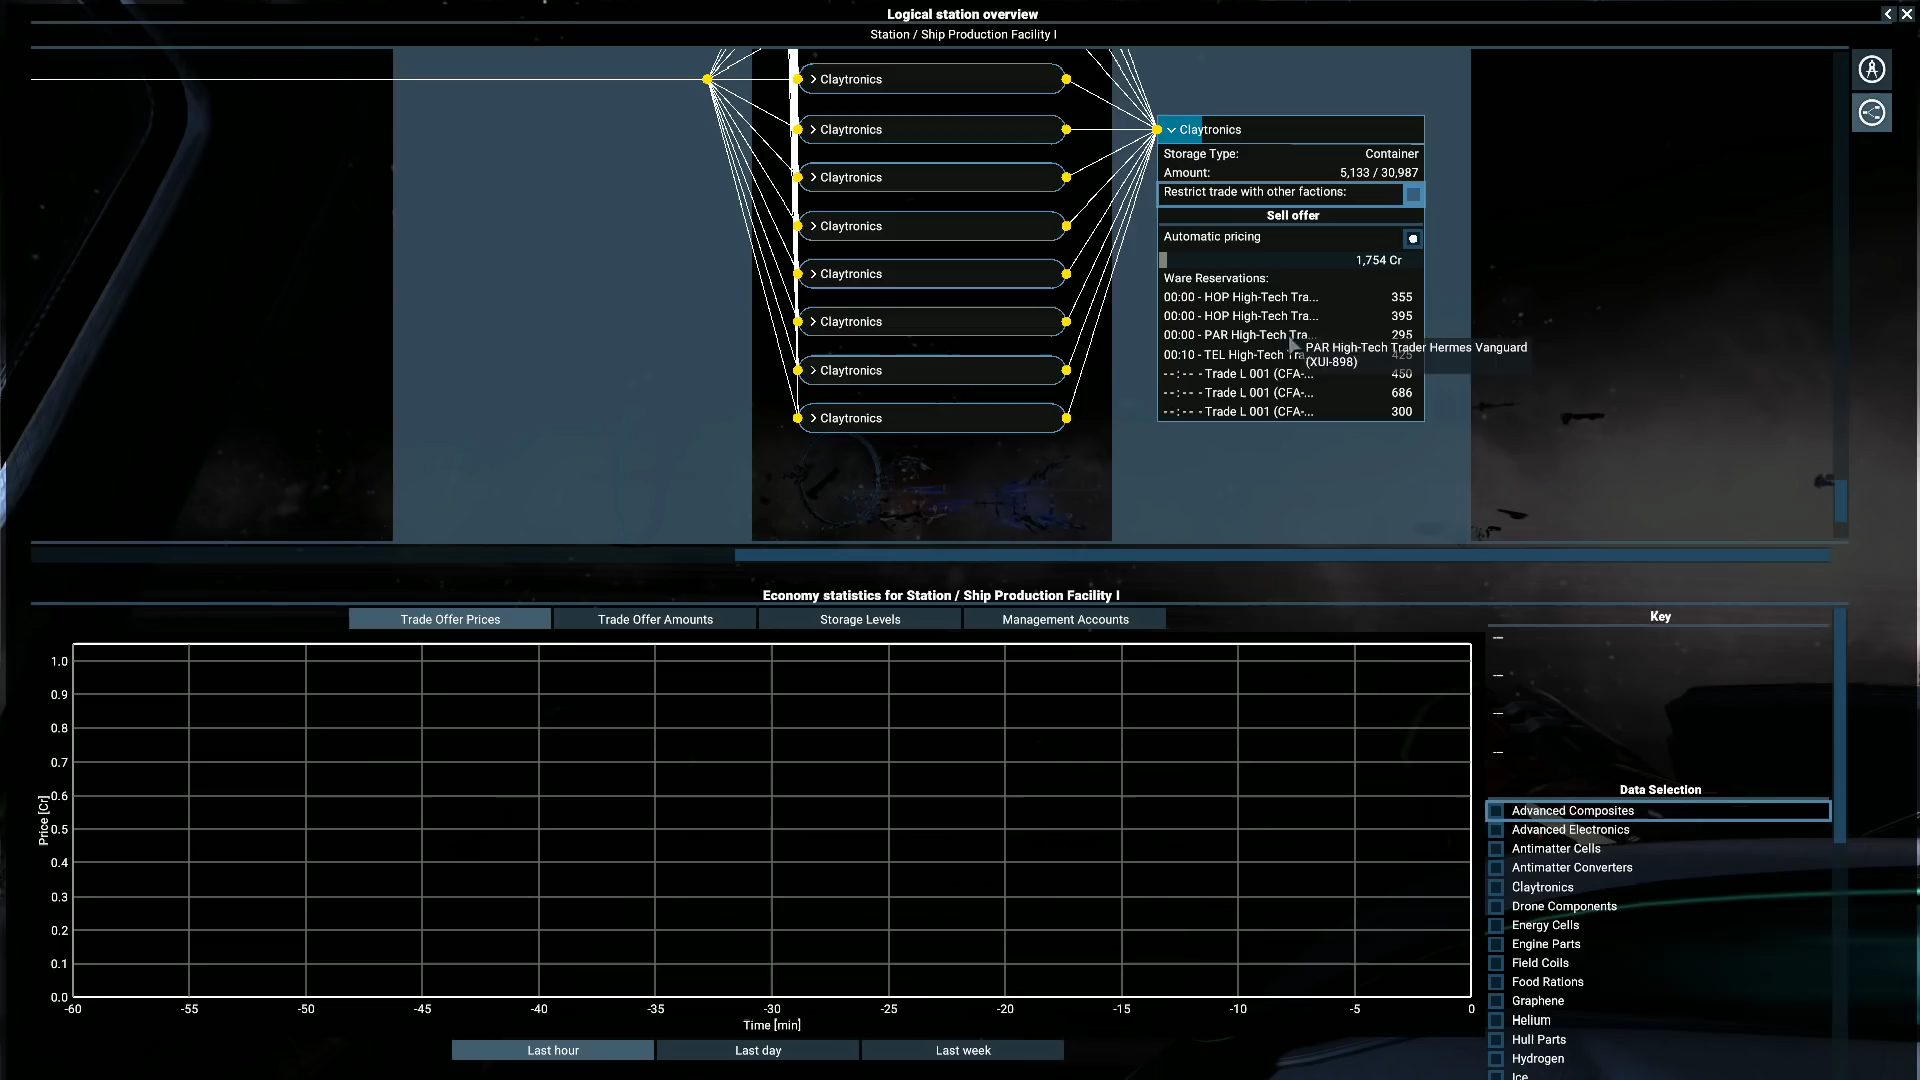 Logical station overview
Station / Ship Production Facility I
Claytronics
Claytronics
Claytronics
Claytronics
Claytronics
Claytronics
Claytronics
Claytronics
Claytronics
Storage Type: Container
Amount: 5,133 / 30,987
Restrict trade with other factions:
Sell offer
Automatic pricing
1,754 Cr
Ware Reservations:
00:00 - HOP High-Tech Tra... 355
00:00 - HOP High-Tech Tra... 395
00:00 - PAR High-Tech Tra... 295
00:10 - TEL High-Tech Tra... 425
--:-- - Trade L 001 (CFA-... 450
--:-- - Trade L 001 (CFA-... 686
--:-- - Trade L 001 (CFA-... 300
PAR High-Tech Trader Hermes Vanguard
(XUI-898)
Economy statistics for Station / Ship Production Facility I
Trade Offer Prices Trade Offer Amounts Storage Levels Management Accounts
1.0
0.9
0.8
0.7
0.6
0.5
0.4
0.3
0.2
0.1
0.0
Price [Cr]
-60 -55 -50 -45 -40 -35 -30 -25 -20 -15 -10 -5 0
Time [min]
Last hour Last day Last week
Key
---
---
---
---
Data Selection
Advanced Composites
Advanced Electronics
Antimatter Cells
Antimatter Converters
Claytronics
Drone Components
Energy Cells
Engine Parts
Field Coils
Food Rations
Graphene
Helium
Hull Parts
Hydrogen
Ice